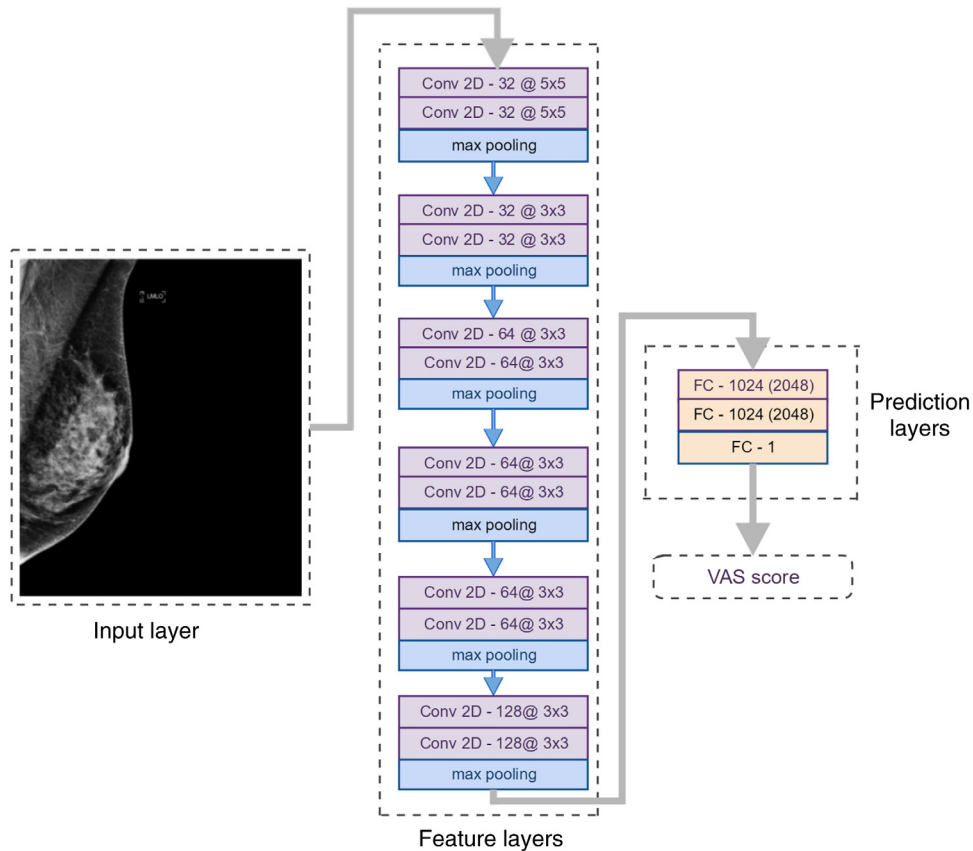 Conv 2D - 32 @ 5x5
Conv 2D - 32 @ 5x5
max pooling
Conv 2D - 32 @ 3x3
Conv 2D - 32 @ 3x3
max pooling
Conv 2D - 64 @ 3x3
Conv 2D - 64@ 3x3
max pooling
Conv 2D - 64@ 3x3
Conv 2D - 64@ 3x3
max pooling
Conv 2D - 64@ 3x3
Conv 2D - 64@ 3x3
max pooling
Conv 2D - 128@ 3x3
Conv 2D - 128@ 3x3
max pooling
Feature layers
LMLO
Input layer
FC - 1024 (2048)
FC - 1024 (2048)
FC - 1
Prediction
layers
VAS score